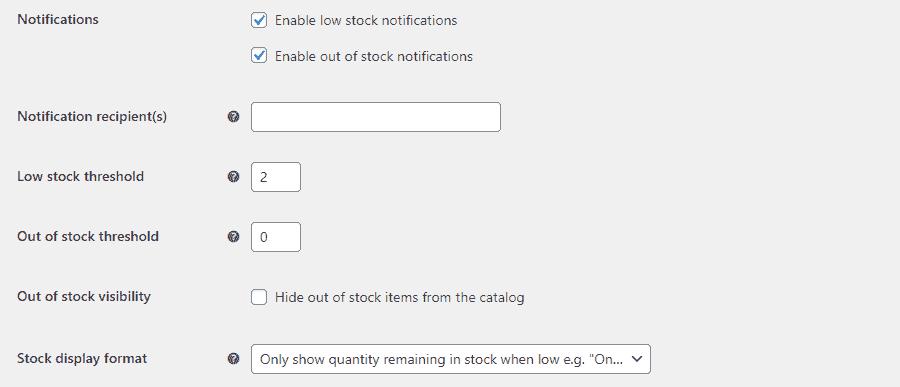 Notifications
Enable low stock notifications
Enable out of stock notifications
Notification recipient(s)
Low stock threshold 2
Out of stock threshold 0
Out of stock visibility Hide out of stock items from the catalog
Stock display format Only show quantity remaining in stock when low e.g. "On...